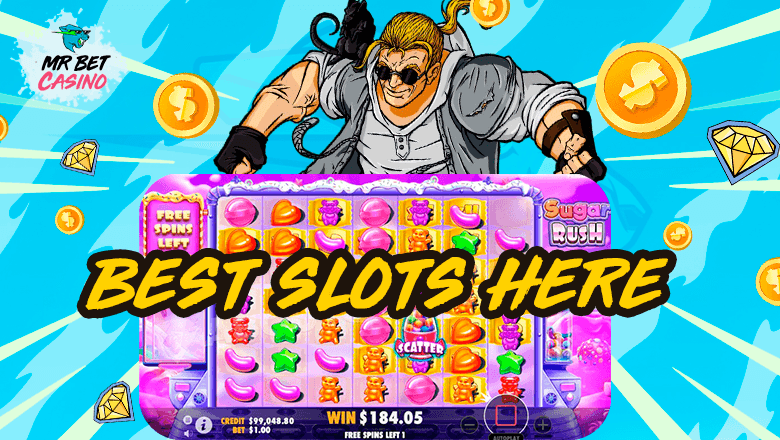 MR BET
CASINO
FREE
SPINS
LEFT
Sugar
RUSH
BEST SLOTS HERE
SCATTER
CREDIT $99,048.80
BET $1.00
WIN $184.05
FREE SPINS LEFT 1
AUTOPLAY